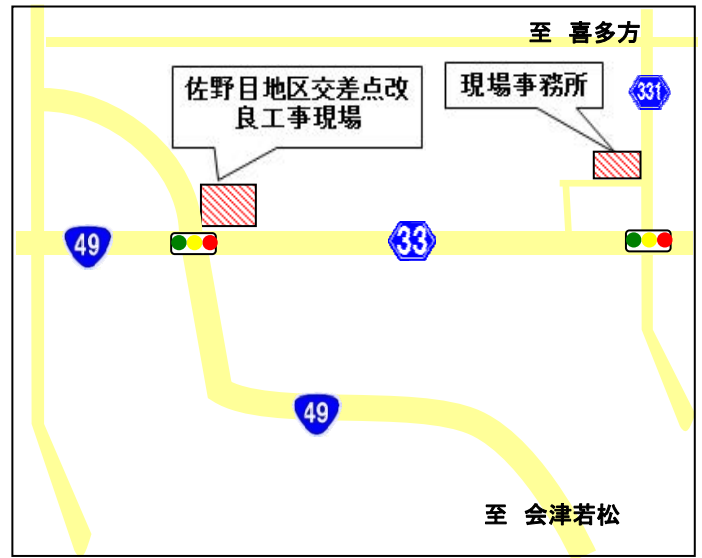 至 喜多方
佐野目地区交差点改
良工事現場
現場事務所
331
49
33
49
至 会津若松